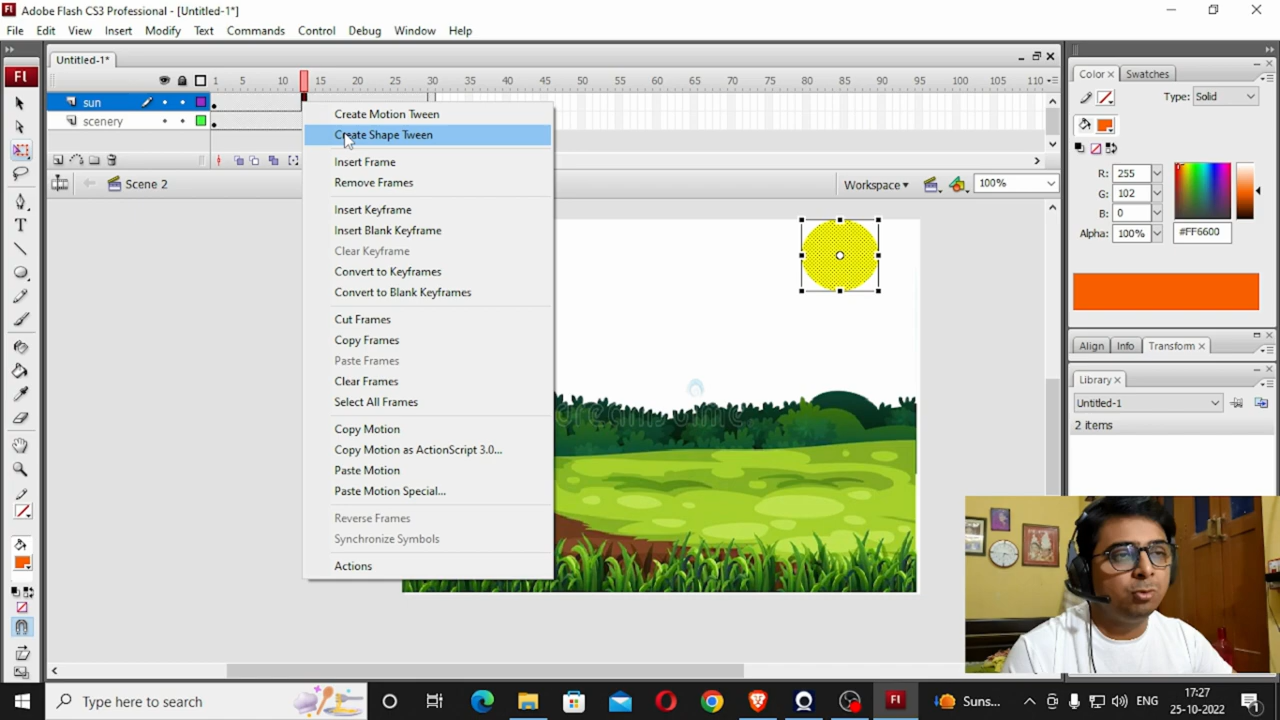 Adobe Flash CS3 Professional - [Untitled-1*]
File Edit View Insert Modify Text Commands Control Debug Window Help
Untitled-1*
1 5 10 15 20 25 30 35 40 45 50 55 60 65 70 75 80 85 90 95 100 105 110
sun
scenery
Scene 2
Workspace
100%
Create Motion Tween
Create Shape Tween
Insert Frame
Remove Frames
Insert Keyframe
Insert Blank Keyframe
Clear Keyframe
Convert to Keyframes
Convert to Blank Keyframes
Cut Frames
Copy Frames
Paste Frames
Clear Frames
Select All Frames
Copy Motion
Copy Motion as ActionScript 3.0...
Paste Motion
Paste Motion Special...
Reverse Frames
Synchronize Symbols
Actions
Color Swatches
Type: Solid
R: 255
G: 102
B: 0
Alpha: 100% #FF6600
Align Info Transform
Library
Untitled-1
2 items
Fl
T
dreamstime
Type here to search
Suns...
ENG
17:27
25-10-2022
1